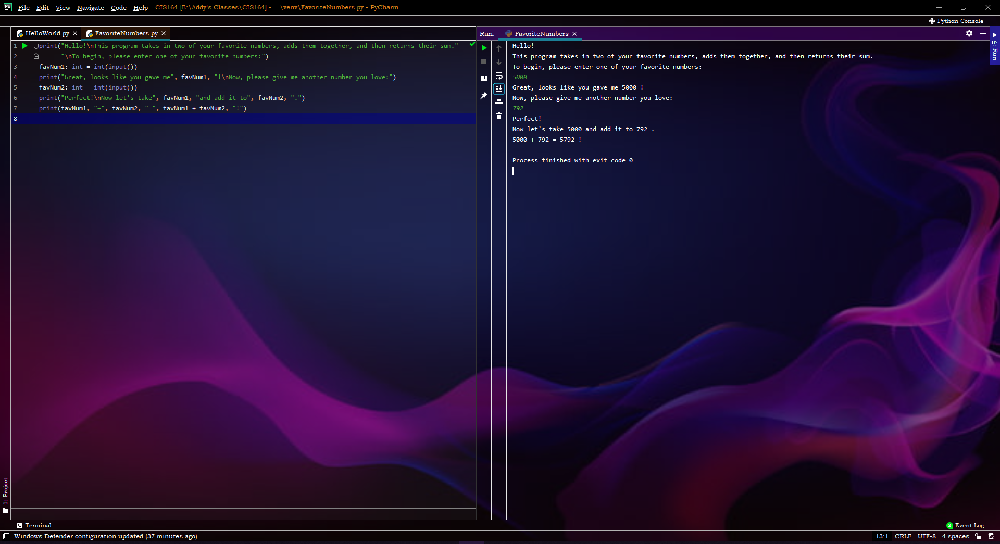 PE File Edit View Navigate Code Help CIS164 [E:\Addy's Classes\CIS164] - ...\venv\FavoriteNumbers.py - PyCharm
Python Console
HelloWorld.py FavoriteNumbers.py
1 print("Hello!\nThis program takes in two of your favorite numbers, adds them together, and then returns their sum."
2 "\nTo begin, please enter one of your favorite numbers:")
3 favNum1: int = int(input())
4 print("Great, looks like you gave me", favNum1, "!\nNow, please give me another number you love:")
5 favNum2: int = int(input())
6 print("Perfect!\nNow let's take", favNum1, "and add it to", favNum2, ".")
7 print(favNum1, "+", favNum2, "=", favNum1 + favNum2, "!")
8
Run: FavoriteNumbers
Hello!
This program takes in two of your favorite numbers, adds them together, and then returns their sum.
To begin, please enter one of your favorite numbers:
5000
Great, looks like you gave me 5000 !
Now, please give me another number you love:
792
Perfect!
Now let's take 5000 and add it to 792 .
5000 + 792 = 5792 !
Process finished with exit code 0
4: Run
1: Project
Terminal
2 Event Log
Windows Defender configuration updated (37 minutes ago)
13:1 CRLF UTF-8 4 spaces